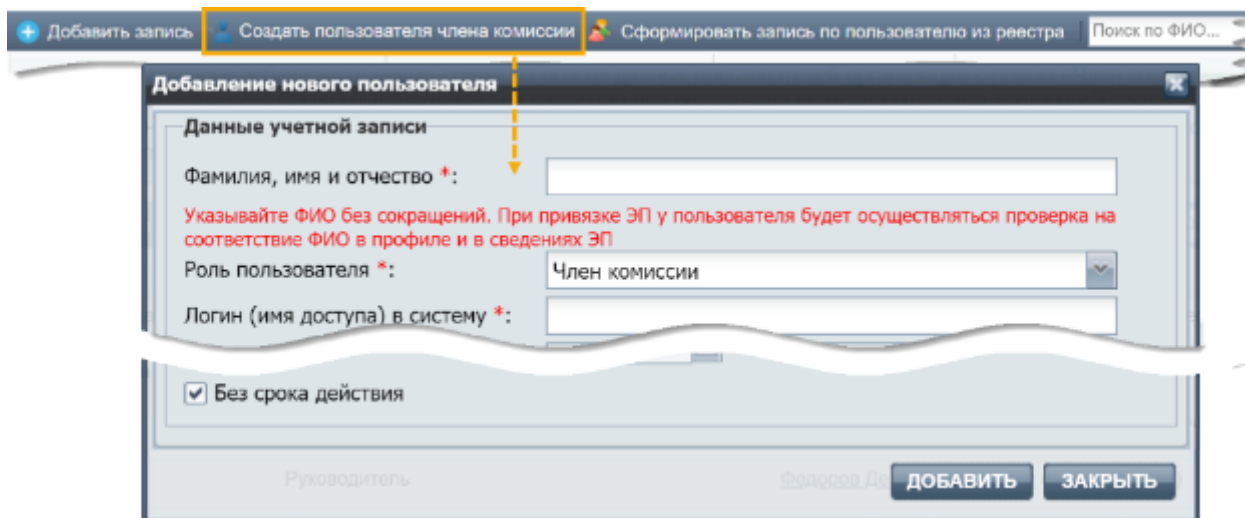 Добавить запись Создать пользователя члена комиссии Сформировать запись по пользователю из реестра Поиск по ФИО...
Добавление нового пользователя
Данные учетной записи
Фамилия, имя и отчество *:
Указывайте ФИО без сокращений. При привязке ЭП у пользователя будет осуществляться проверка на
соответствие ФИО в профиле и в сведениях ЭП
Роль пользователя *: Член комиссии
Логин (имя доступа) в систему *:
Без срока действия
Руководитель Федоров ДОБАВИТЬ ЗАКРЫТЬ